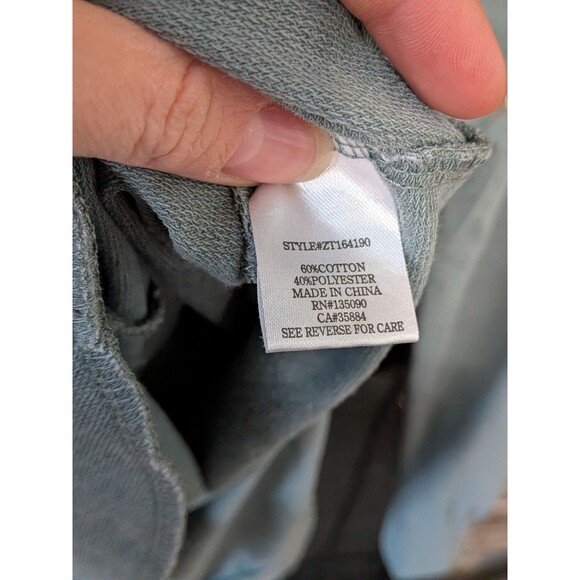 STYLE#ZT164190
60%COTTON
40%POLYESTER
MADE IN CHINA
RN#135090
CA#35884
SEE REVERSE FOR CARE